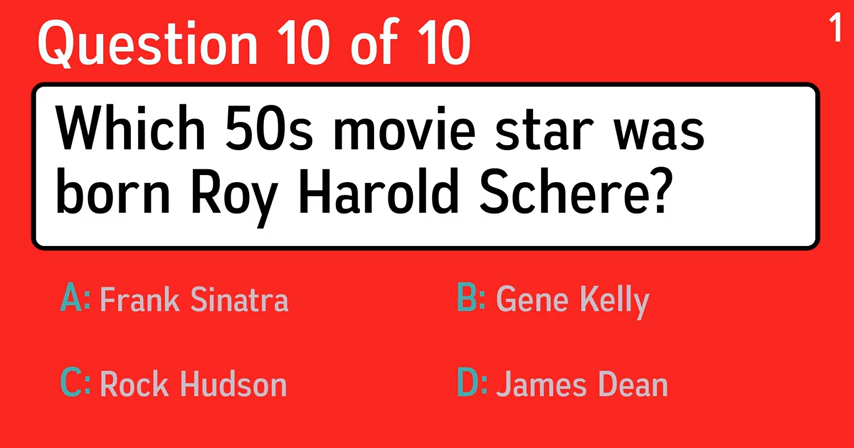 Question 10 of 10
1
Which 50s movie star was
born Roy Harold Schere?
A: Frank Sinatra
B: Gene Kelly
C: Rock Hudson
D: James Dean